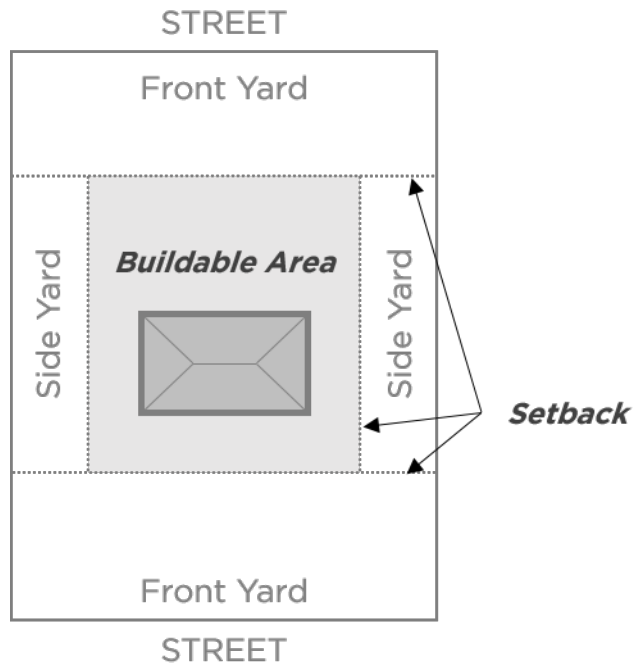 STREET
Front Yard
Buildable Area
Side Yard
Side Yard
Setback
Front Yard
STREET